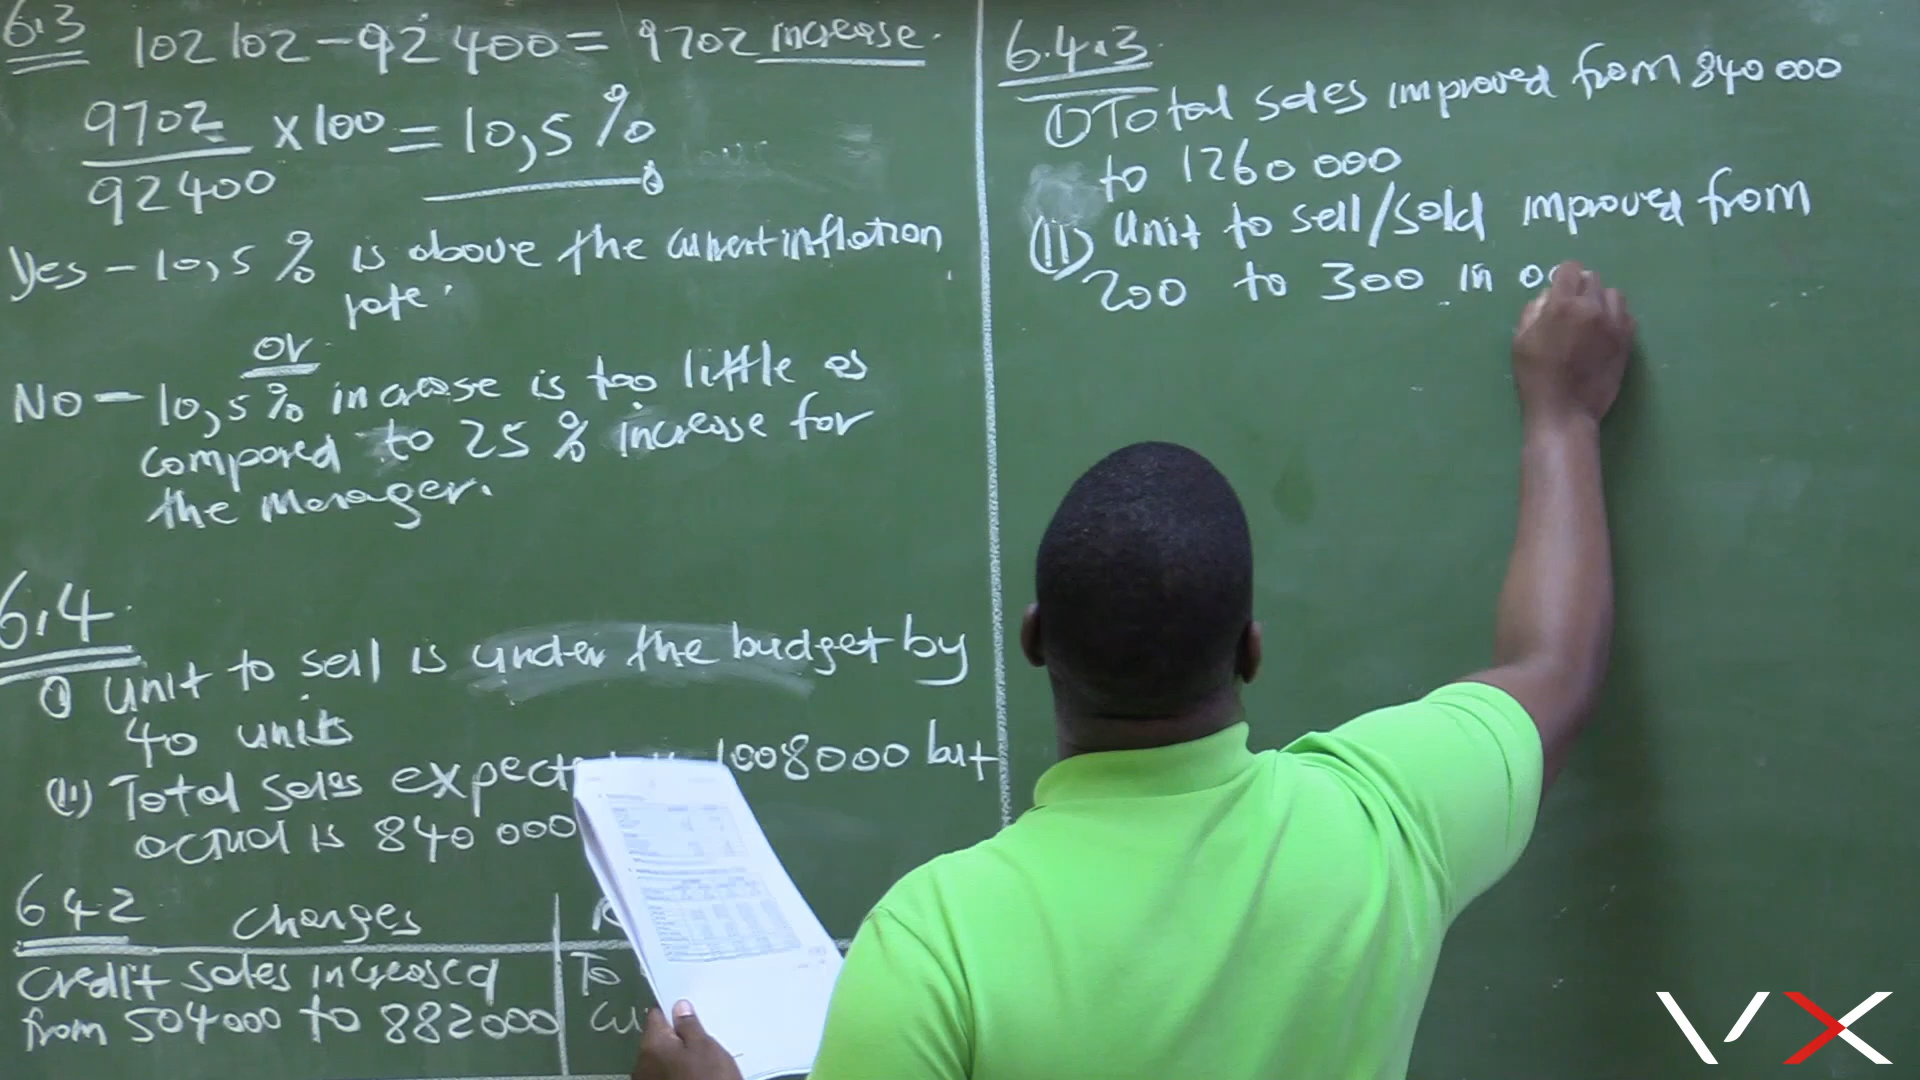 6.3 102 102 - 92 400 = 9702 increase.
9702
92400
x 100 = 10,5 %
Yes - 10,5 % is above the current inflation
rate.
or
No - 10,5 % increase is too little as
compared to 25 % increase for
the Manager.
6.4
(i) Unit to sell is under the budget by
40 units
(ii) Total sales 1008000 but
actual is 840 000
6 4.2 Changes
Credit sales increased To
from 504000 to 882000
6.4.3
(i) Total sales improved from 840 000
to 1260 000
(ii) Unit to sell/sold improved from
200 to 300 in
VX